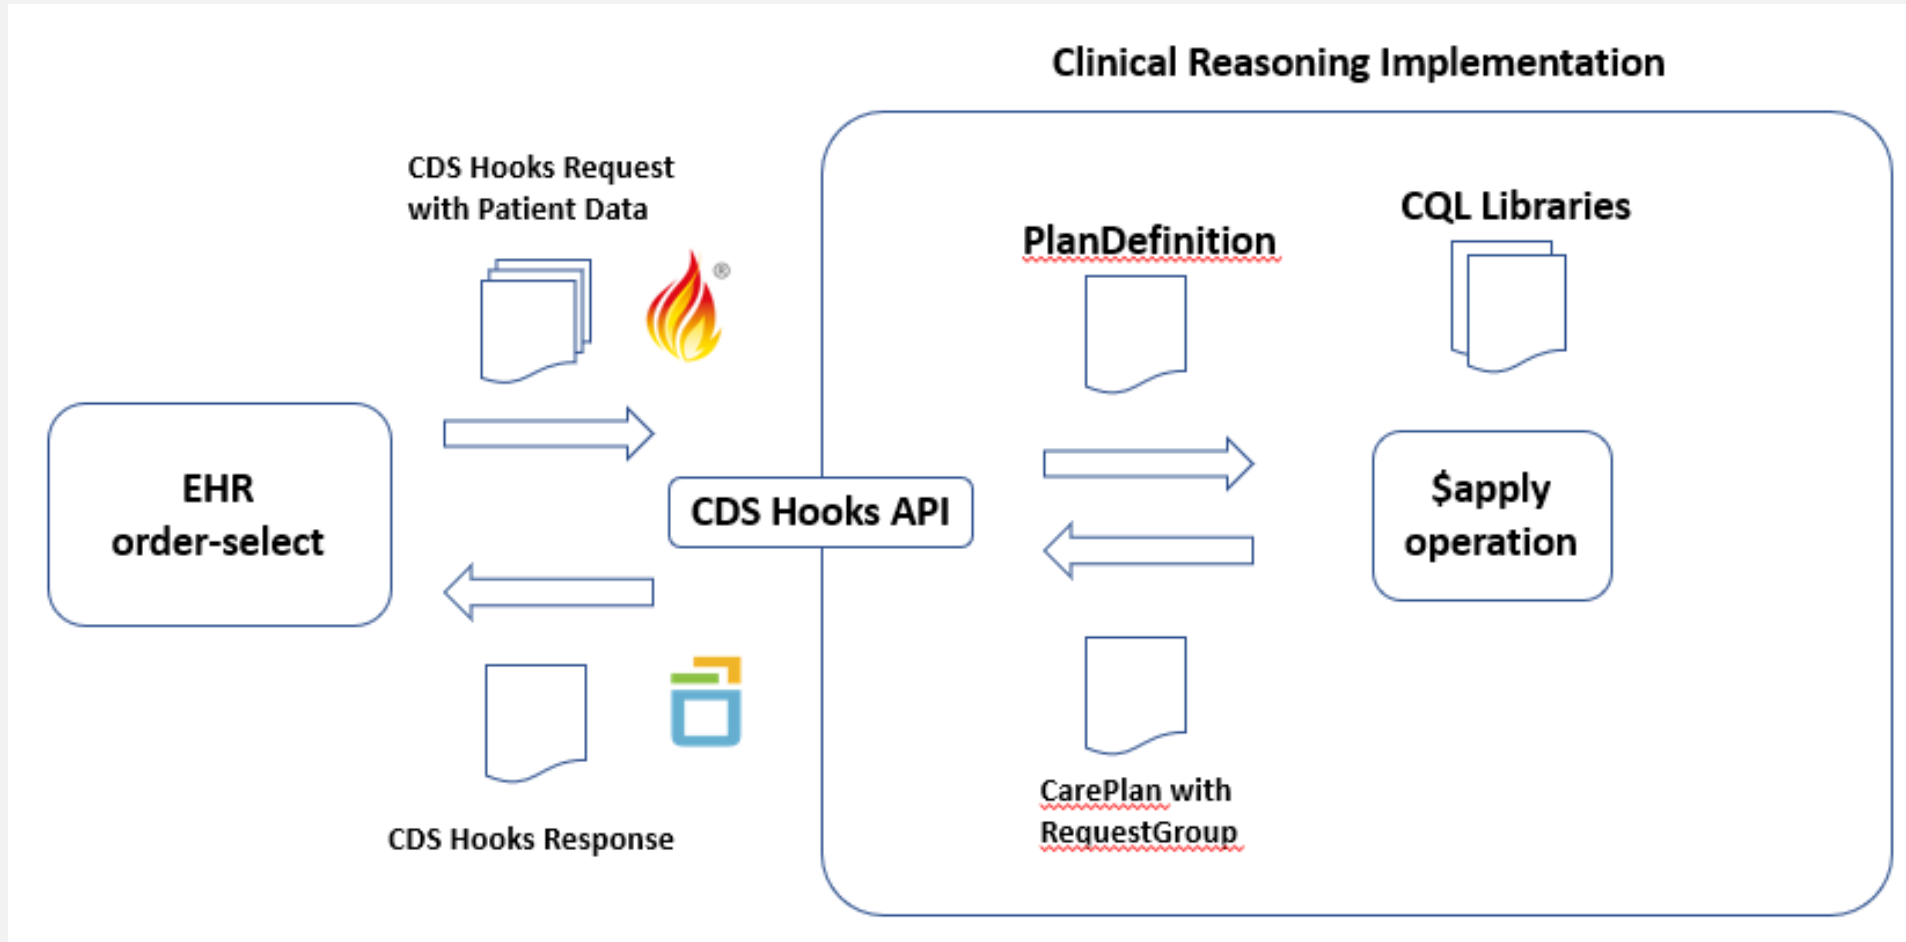 Clinical Reasoning Implementation
CDS Hooks Request
with Patient Data
®
PlanDefinition
CQL Libraries
EHR
order-select
CDS Hooks API
$apply
operation
CDS Hooks Response
CarePlan with
RequestGroup